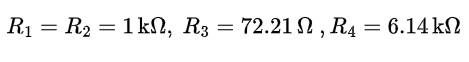 R₁ = R₂ = 1 kΩ, R₃ = 72.21 Ω , R₄ = 6.14 kΩ